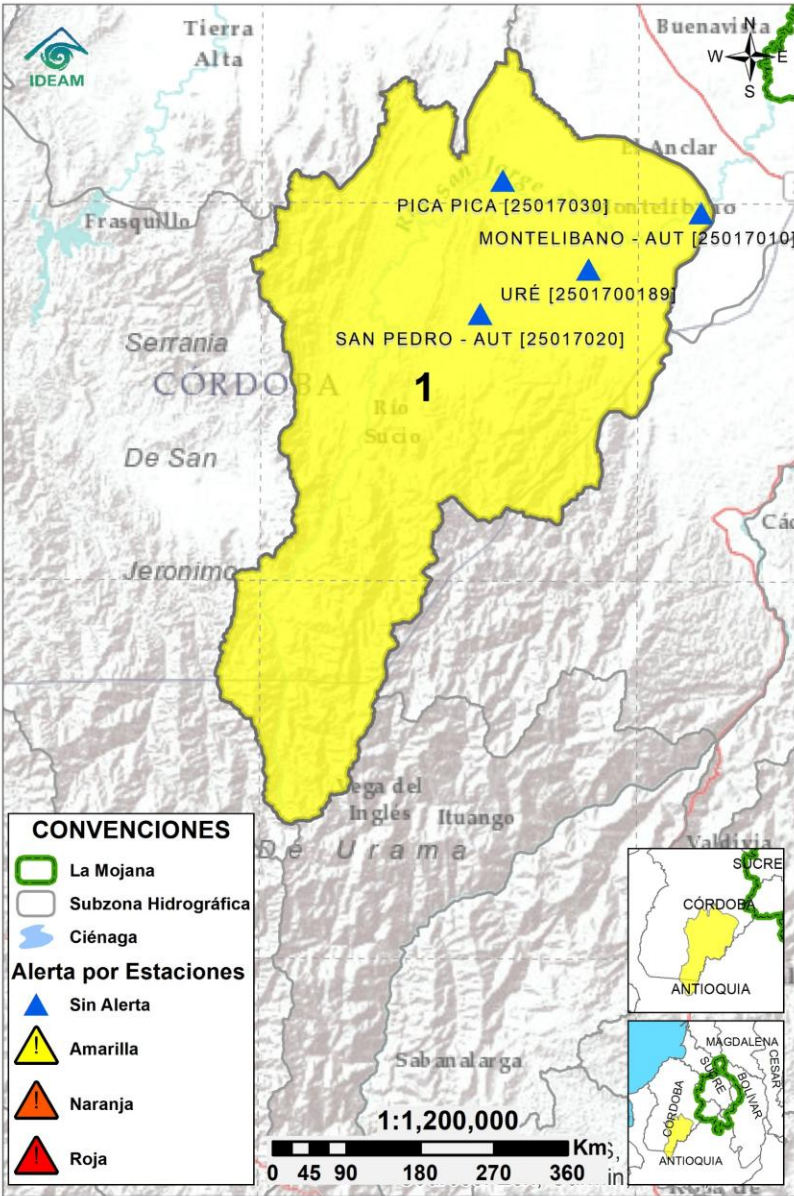 IDEAM
Tierra
Alta
Buenavista
N
W
E
S
El Anclar
PICA PICA [25017030]
Frasquillo
MONTELIBANO - AUT [25017010]
URÉ [2501700189]
SAN PEDRO - AUT [25017020]
Serrania
CÓRDOBA
1
Río
Sucio
De San
Jeronimo
Vega del
Inglés
Ituango
De Urama
Valdivia
Sabanalarga
CONVENCIONES
La Mojana
Subzona Hidrográfica
Ciénaga
Alerta por Estaciones
Sin Alerta
Amarilla
Naranja
Roja
1:1,200,000
Km
0 45 90 180 270 360
SUCRE
CÓRDOBA
ANTIOQUIA
MAGDALENA
CESAR
SUCRE
BOLIVAR
CÓRDOBA
ANTIOQUIA